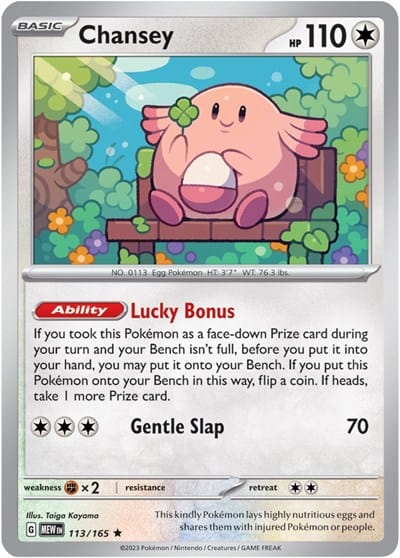 BASIC Chansey HP 110
NO. 0113 Egg Pokémon HT: 3'7" WT: 76.3 lbs.
Ability Lucky Bonus
If you took this Pokémon as a face-down Prize card during
your turn and your Bench isn't full, before you put it into
your hand, you may put it onto your Bench. If you put this
Pokémon onto your Bench in this way, flip a coin. If heads,
take 1 more Prize card.
Gentle Slap 70
weakness ×2 resistance retreat
Illus. Taiga Kayama
G MEW EN 113/165 ★
This kindly Pokémon lays highly nutritious eggs and
shares them with injured Pokémon or people.
©2023 Pokémon / Nintendo / Creatures / GAME FREAK